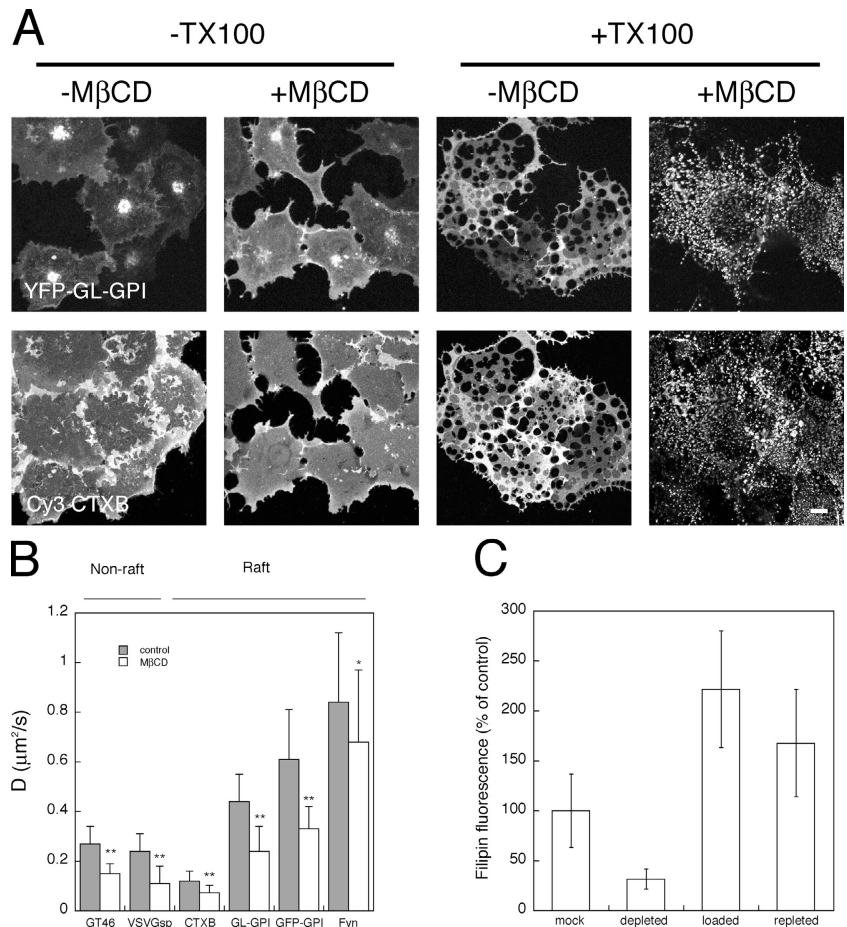 A
-TX100 +TX100
-MβCD +MβCD -MβCD +MβCD
YFP-GL-GPI
Cy3-CTXB
B
Non-raft Raft
1.2
1
0.8
0.6
0.4
0.2
0
D (μm²/s)
control
MβCD
** ** ** ** ** *
GT46 VSVGsp CTXB GL-GPI GFP-GPI Fyn
C
300
250
200
150
100
50
0
Filipin fluorescence (% of control)
mock depleted loaded repleted